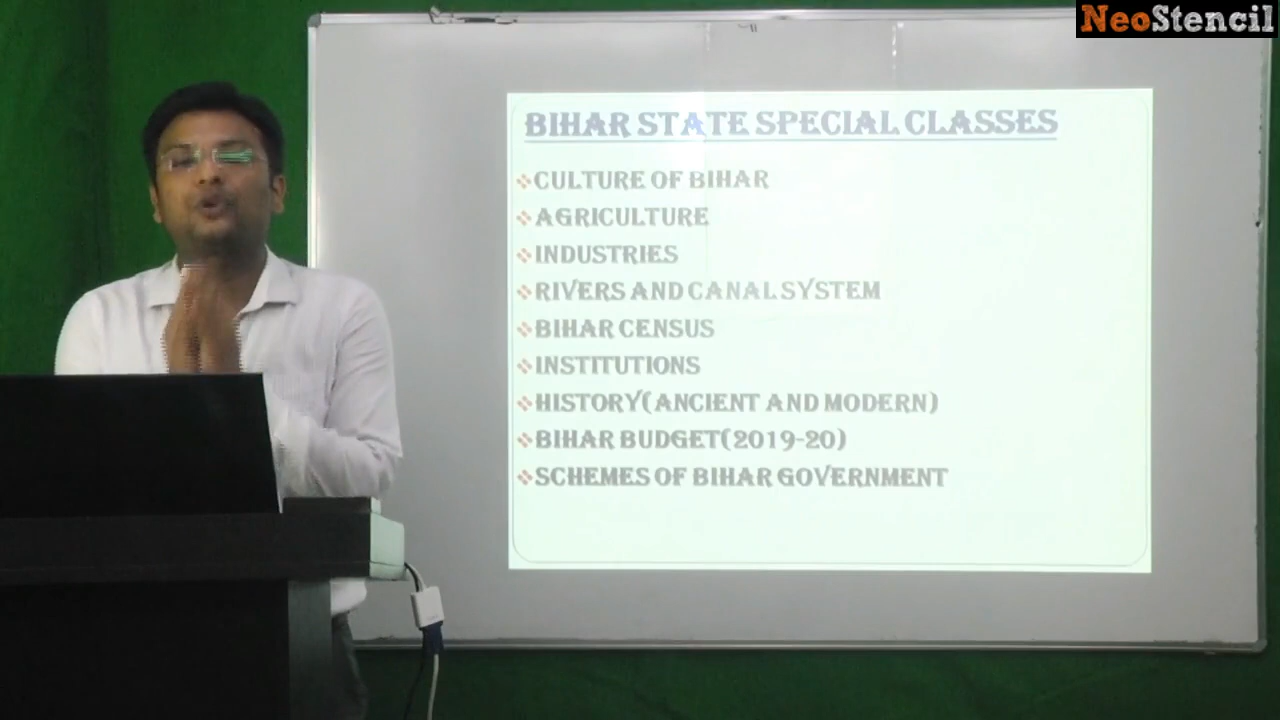 NeoStencil
BIHAR STATE SPECIAL CLASSES
CULTURE OF BIHAR
AGRICULTURE
INDUSTRIES
RIVERS AND CANAL SYSTEM
BIHAR CENSUS
INSTITUTIONS
HISTORY(ANCIENT AND MODERN)
BIHAR BUDGET(2019-20)
SCHEMES OF BIHAR GOVERNMENT